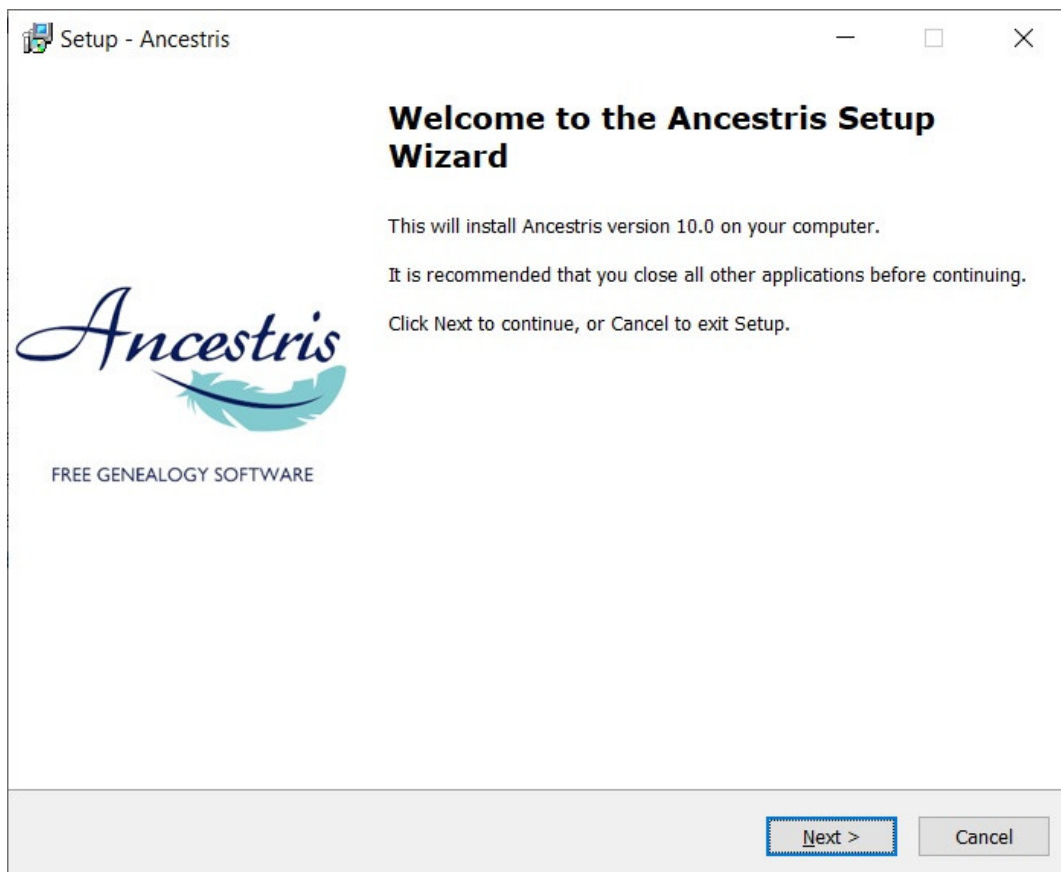 Setup - Ancestris
Welcome to the Ancestris Setup
Wizard
This will install Ancestris version 10.0 on your computer.
It is recommended that you close all other applications before continuing.
Click Next to continue, or Cancel to exit Setup.
Ancestris
FREE GENEALOGY SOFTWARE
Next >
Cancel